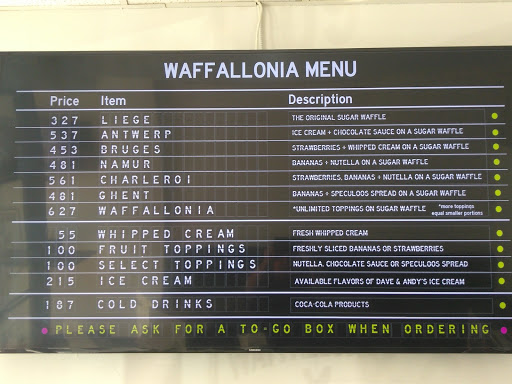 WAFFALLONIA MENU
Price Item Description
327 LIEGE THE ORIGINAL SUGAR WAFFLE
537 ANTWERP ICE CREAM + CHOCOLATE SAUCE ON A SUGAR WAFFLE
453 BRUGES STRAWBERRIES + WHIPPED CREAM ON A SUGAR WAFFLE
481 NAMUR BANANAS + NUTELLA ON A SUGAR WAFFLE
561 CHARLEROI STRAWBERRIES, BANANAS + NUTELLA ON A SUGAR WAFFLE
481 GHENT BANANAS + SPECULOOS SPREAD ON A SUGAR WAFFLE
627 WAFFALLONIA *UNLIMITED TOPPINGS ON SUGAR WAFFLE *more toppings
equal smaller portions
55 WHIPPED CREAM FRESH WHIPPED CREAM
100 FRUIT TOPPINGS FRESHLY SLICED BANANAS OR STRAWBERRIES
100 SELECT TOPPINGS NUTELLA, CHOCOLATE SAUCE OR SPECULOOS SPREAD
215 ICE CREAM AVAILABLE FLAVORS OF DAVE & ANDY'S ICE CREAM
187 COLD DRINKS COCA-COLA PRODUCTS
PLEASE ASK FOR A TO-GO BOX WHEN ORDERING